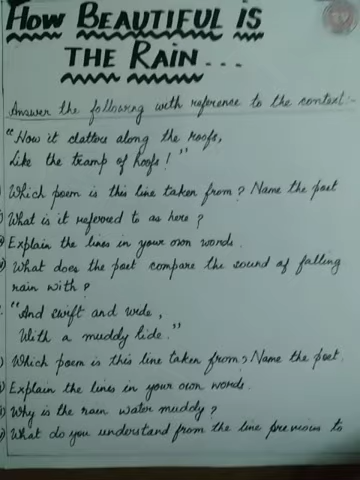 HOW BEAUTIFUL IS
THE RAIN...
Answer the following with reference to the context:-
"How it clatters along the roofs,
Like the tramp of hoofs!"
Which poem is this line taken from? Name the poet
What is it referred to as here?
Explain the lines in your own words.
What does the poet compare the sound of falling
rain with?
"And swift and wide,
With a muddy tide."
Which poem is this line taken from? Name the poet.
Explain the lines in your own words.
Why is the rain water muddy?
What do you understand from the line previous to